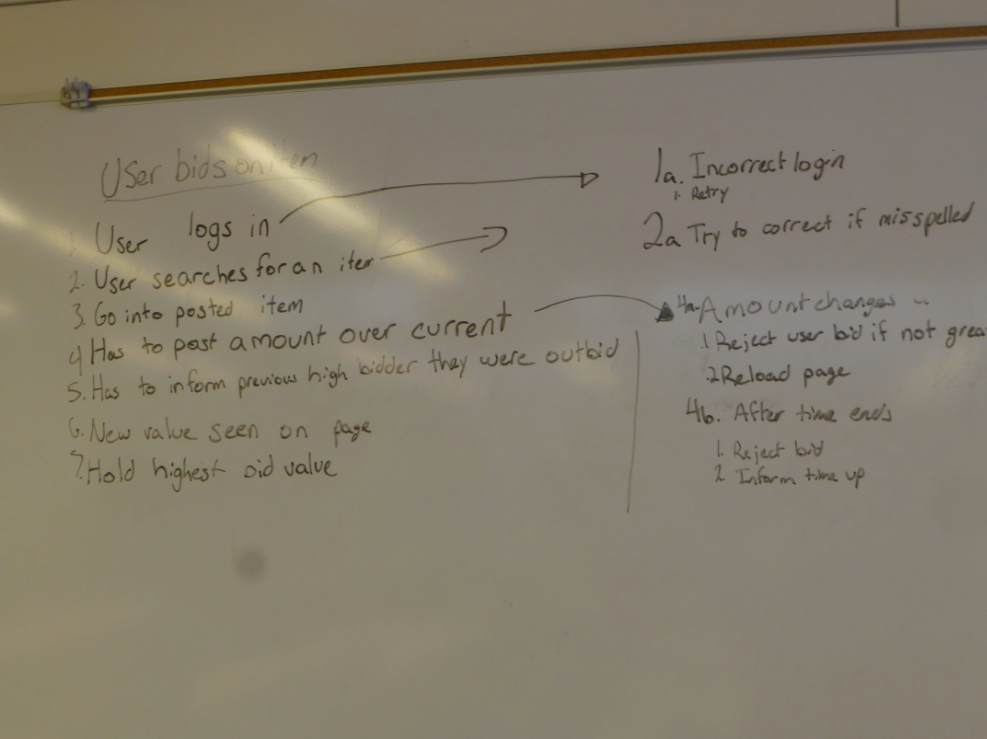 User bids on item
1. User logs in
2. User searches for an item
3. Go into posted item
4 Has to post amount over current
5. Has to inform previous high bidder they were outbid
6. New value seen on page
7. Hold highest bid value
1a. Incorrect login
1. Retry
2a Try to correct if misspelled
4a. Amount changes
1. Reject user bid if not grea
2. Reload page
4b. After time ends
1. Reject bid
2. Inform time up